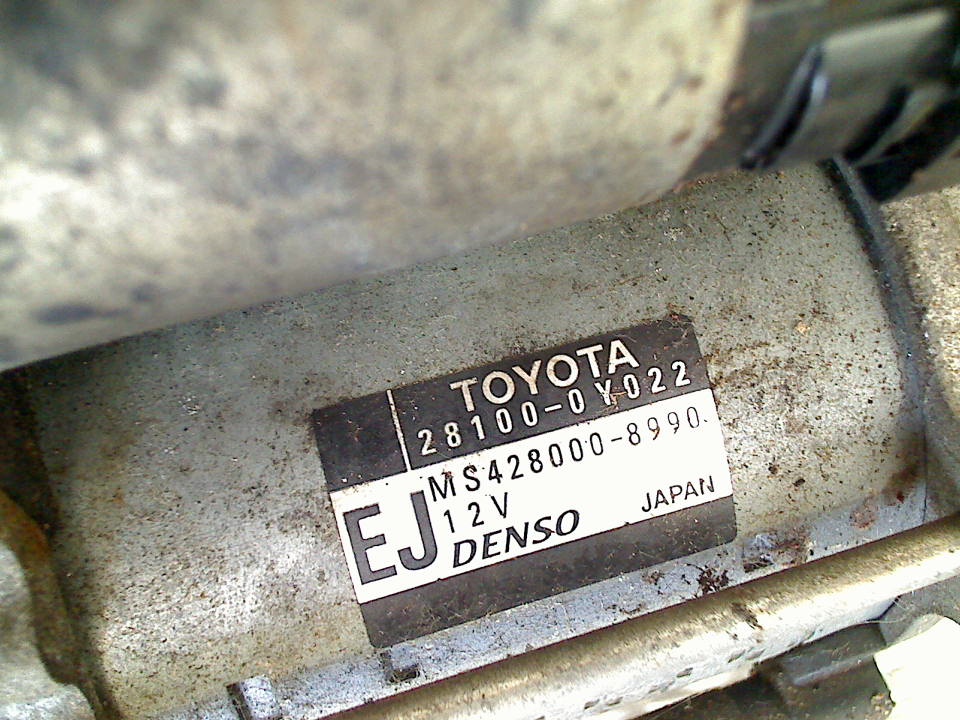 TOYOTA
28100-0Y022
MS428000-8990
EJ
12V
DENSO
JAPAN